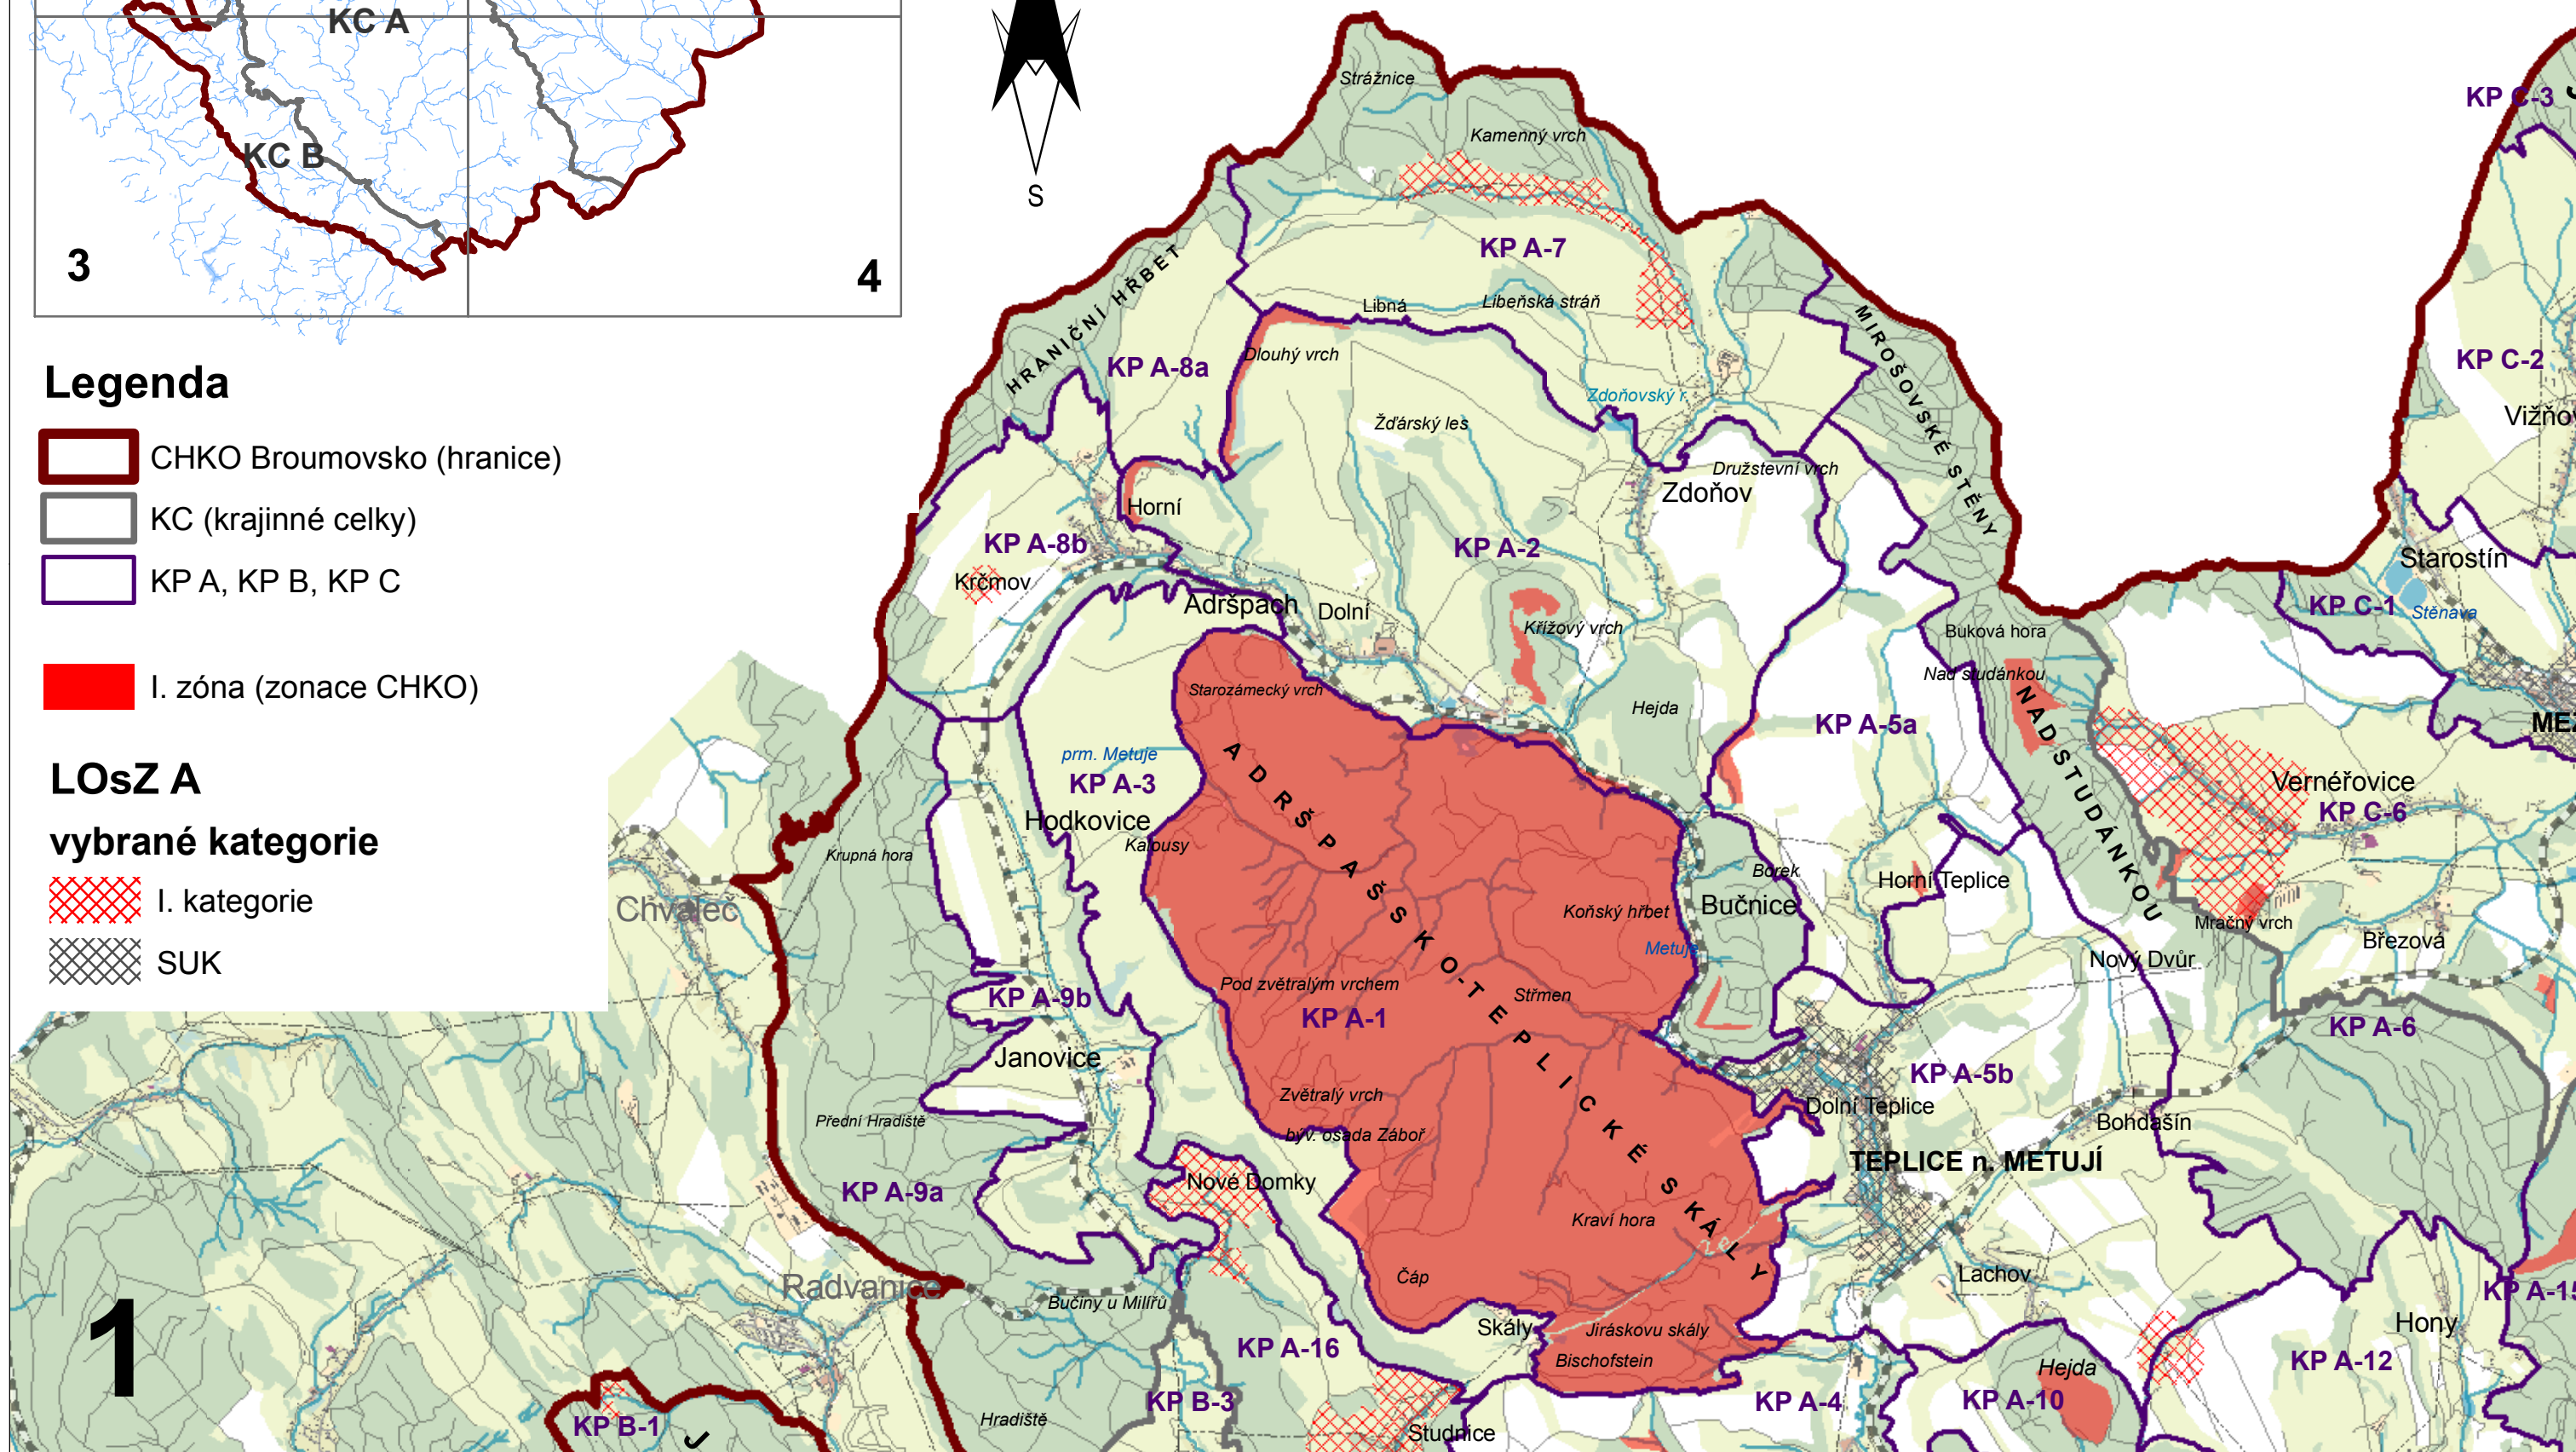 KC A
KC B
3
4
S
Legenda
CHKO Broumovsko (hranice)
KC (krajinné celky)
KP A, KP B, KP C
I. zóna (zonace CHKO)
LOsZ A
vybrané kategorie
I. kategorie
SUK
1
Strážnice
Kamenný vrch
KP C-3
KP A-7
HRANIČNÍ HŘBET
Libná
Libeňská stráň
MIROŠOVSKÉ STĚNY
Dlouhý vrch
KP A-8a
KP C-2
Zdoňovský r.
Žďárský les
Družstevní vrch
Zdoňov
Horní
KP A-8b
KP A-2
Krčmov
Adršpach
Dolní
Starostín
KP C-1
Stěnava
Křížový vrch
Buková hora
Nad studánkou
Starozámecký vrch
Hejda
NAD STUDÁNKOU
KP A-5a
ADRŠPAŠSKO-TEPLICKÉ SKÁLY
prm. Metuje
KP A-3
Hodkovice
Kalousy
Vernéřovice
KP C-6
Krupná hora
Chvaleč
Borek
Horní Teplice
Bučnice
Koňský hřbet
Metuje
Mračný vrch
Březová
Nový Dvůr
Pod zvětralým vrchem
Střmen
KP A-9b
KP A-1
KP A-6
Janovice
KP A-5b
Zvětralý vrch
Dolní Teplice
Bohdašín
Přední Hradiště
býv. osada Záboř
TEPLICE n. METUJÍ
KP A-9a
Nové Domky
Kraví hora
Čáp
Lachov
Radvanice
Bučiny u Milířů
Skály
Jiráskovu skály
Hony
KP A-16
Bischofstein
KP A-12
Hejda
KP B-3
KP A-4
KP A-10
KP B-1
Hradiště
Studnice